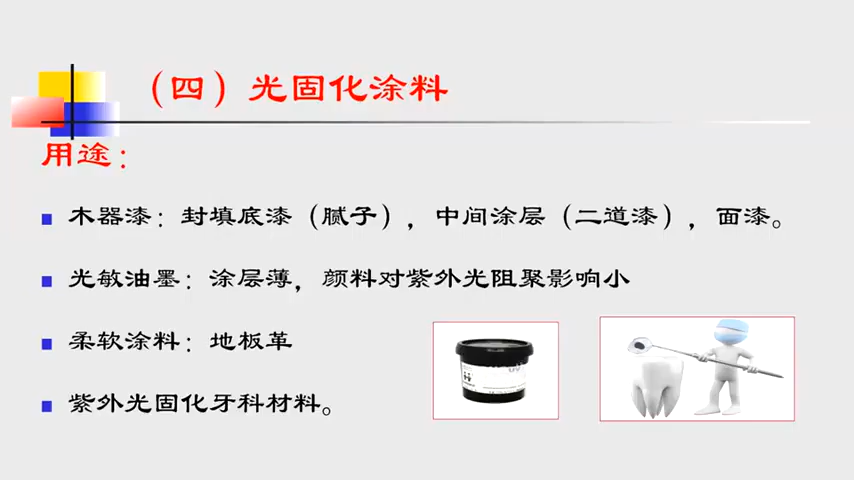 （四）光固化涂料
用途：
木器漆：封填底漆（腻子），中间涂层（二道漆），面漆。
光敏油墨：涂层薄，颜料对紫外光阻聚影响小
柔软涂料：地板革
紫外光固化牙科材料。